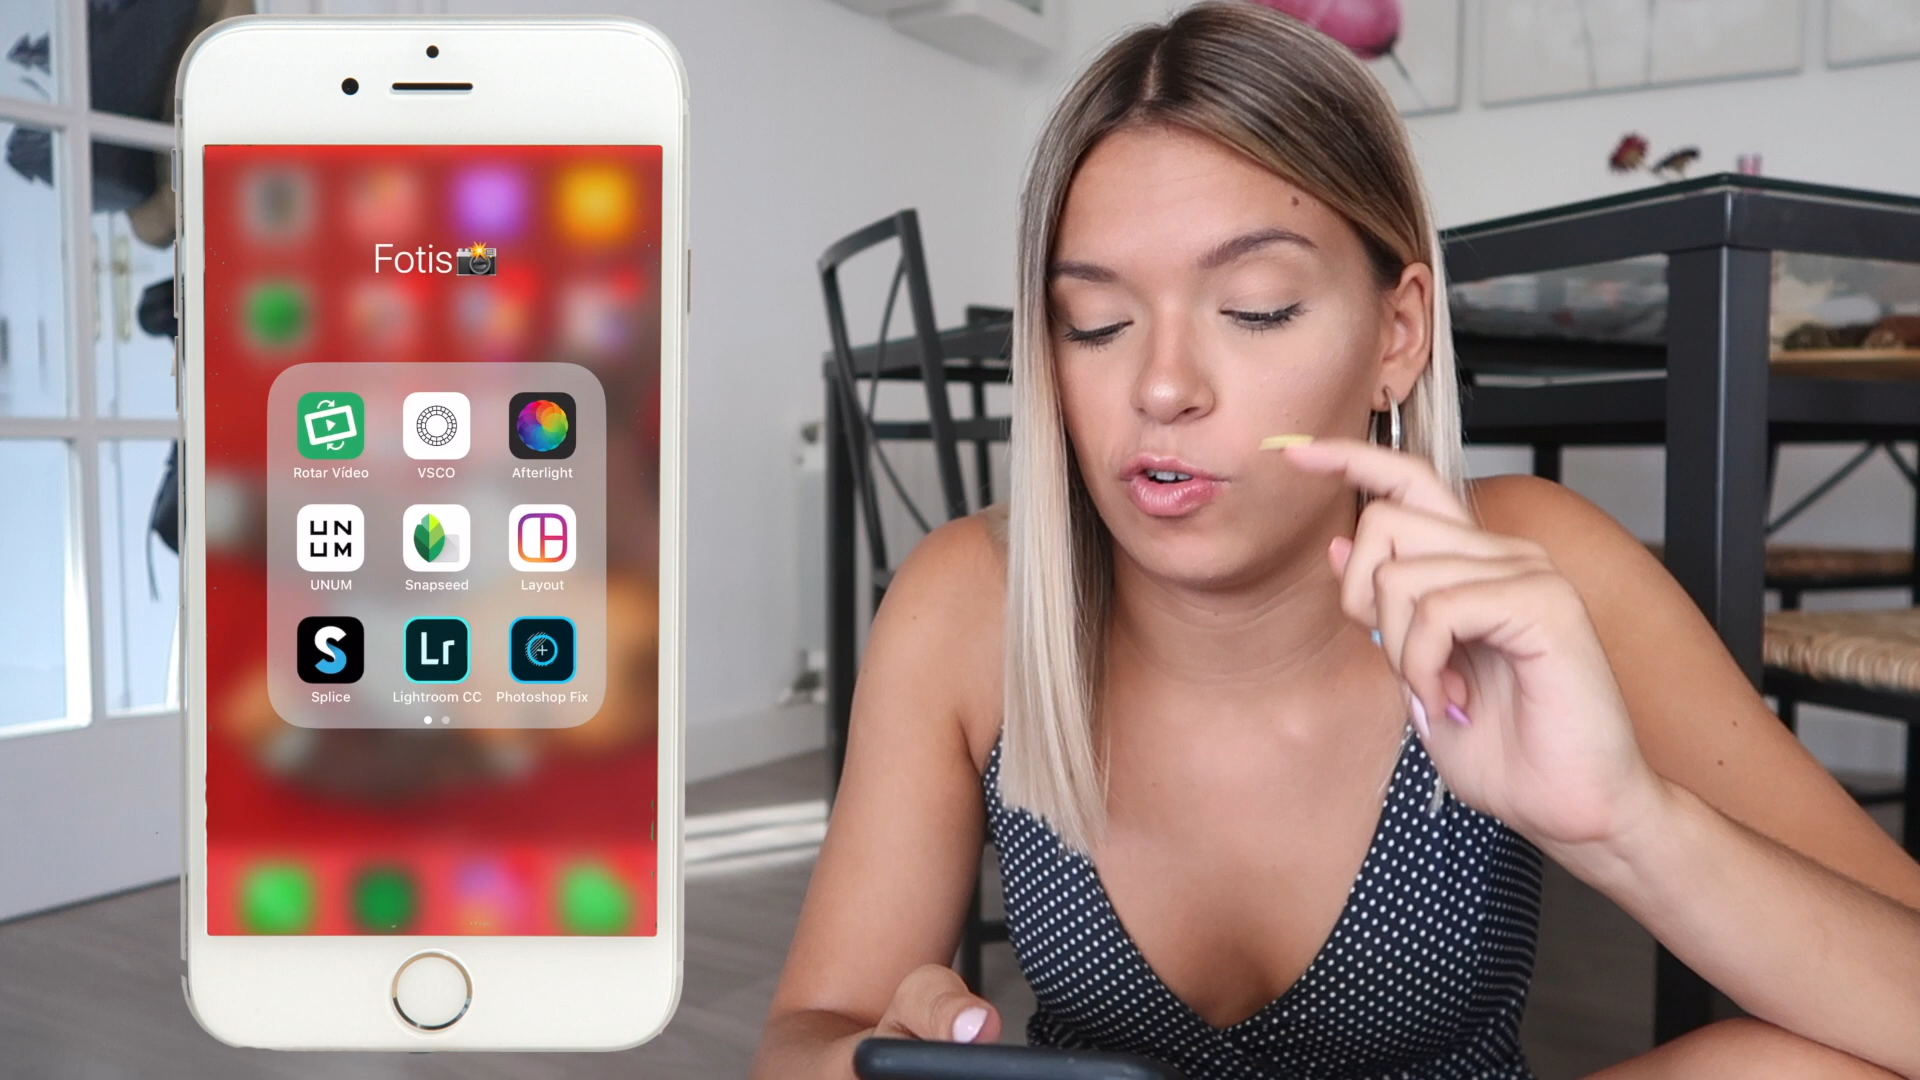 Fotis📸
Rotar Vídeo
VSCO
Afterlight
UN
UM
UNUM
Snapseed
Layout
S
Lr
Splice
Lightroom CC
Photoshop Fix